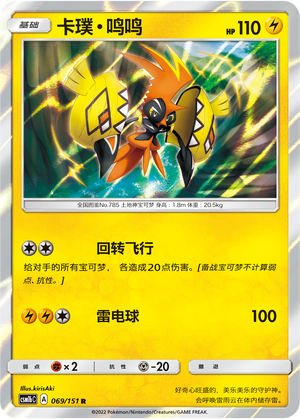 基础 卡璞・鸣鸣 HP 110
全国图鉴No.785 土地神宝可梦 身高：1.8m 体重：20.5kg
回转飞行
给对手的所有宝可梦，各造成20点伤害。[备战宝可梦不计算弱
点、抗性。]
雷电球 100
弱点 ×2 抗性 -20 撤退
Illus.kirisAki
csm1bC A 069/151 R
好奇心旺盛的，美乐美乐的守护神。
会呼唤雷雨云在体内储存雷。
©2022 Pokémon/Nintendo/Creatures/GAME FREAK.